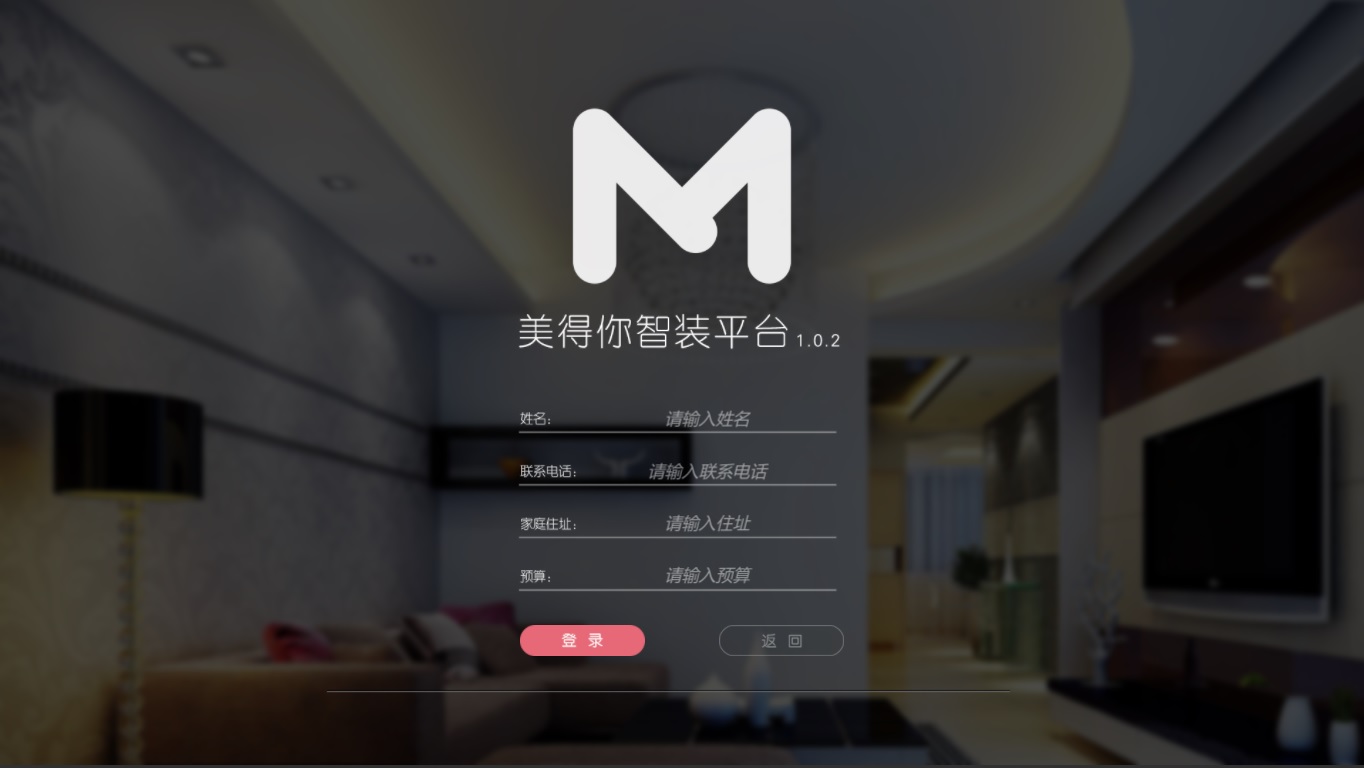 M
美得你智装平台 1.0.2
姓名: 请输入姓名
联系电话: 请输入联系电话
家庭住址: 请输入住址
预算: 请输入预算
登 录 返 回